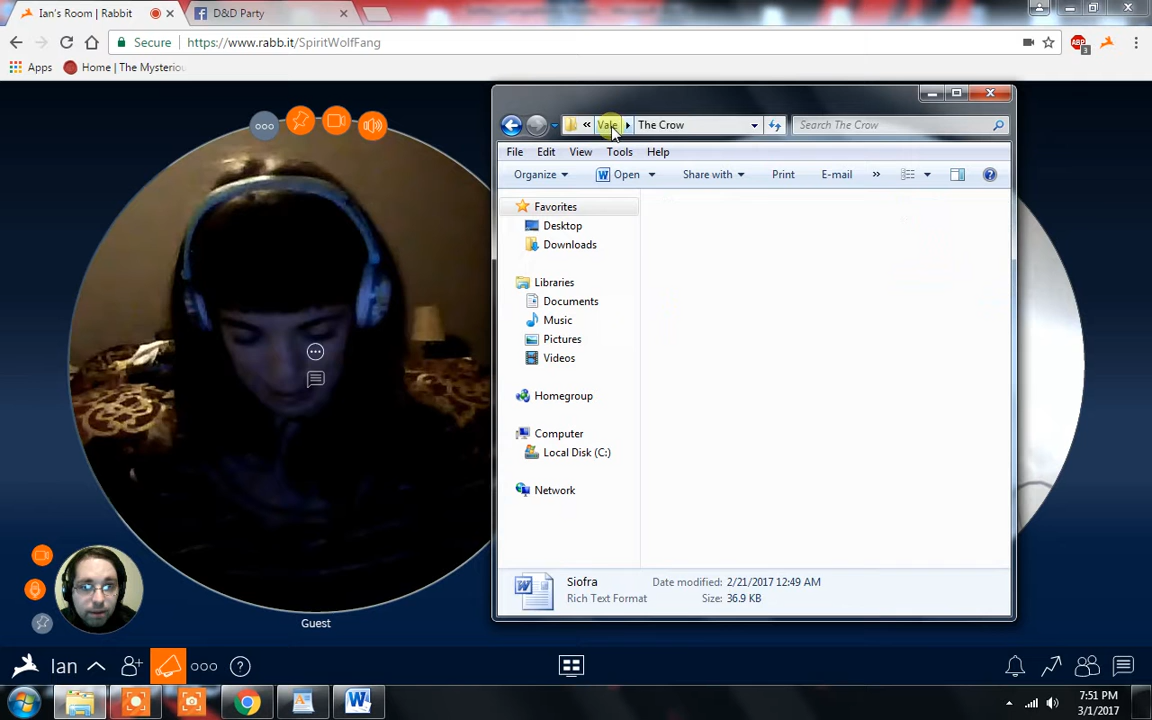 Ian's Room | Rabbit
D&D Party
Secure
https://www.rabb.it/SpiritWolfFang
ABP
3
Apps
Home | The Mysteriou
«
Vale
The Crow
Search The Crow
File
Edit
View
Tools
Help
Organize
Open
Share with
Print
E-mail
»
Favorites
Desktop
Downloads
Libraries
Documents
Music
Pictures
Videos
Homegroup
Computer
Local Disk (C:)
Network
Siofra
Date modified: 2/21/2017 12:49 AM
Rich Text Format
Size: 36.9 KB
Guest
Ian
7:51 PM
3/1/2017